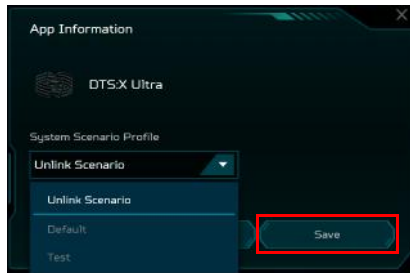 App Information
DTS:X Ultra
System Scenario Profile
Unlink Scenario
Unlink Scenario
Default
Save
Test